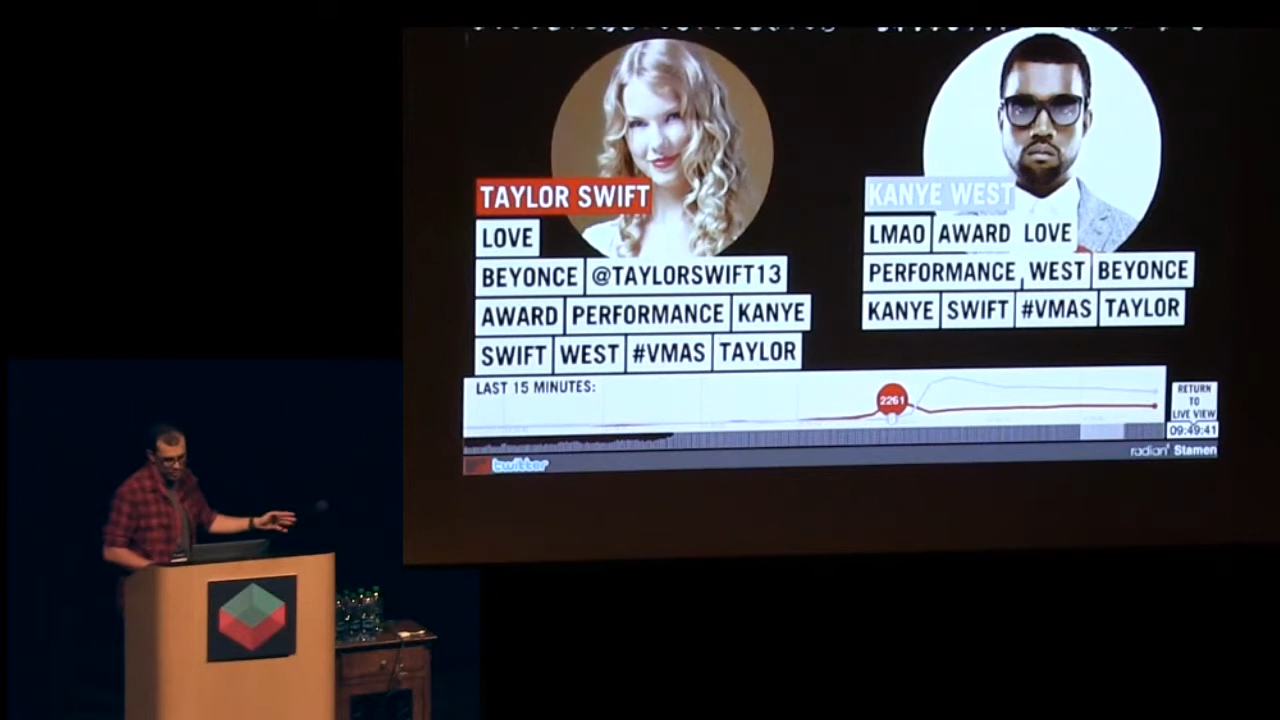 TAYLOR SWIFT
LOVE
BEYONCE @TAYLORSWIFT13
AWARD PERFORMANCE KANYE
SWIFT WEST #VMAS TAYLOR
KANYE WEST
LMAO AWARD LOVE
PERFORMANCE WEST BEYONCE
KANYE SWIFT #VMAS TAYLOR
LAST 15 MINUTES:
2261
RETURN
TO
LIVE VIEW
09:49:41
twitter
radian6 Stamen